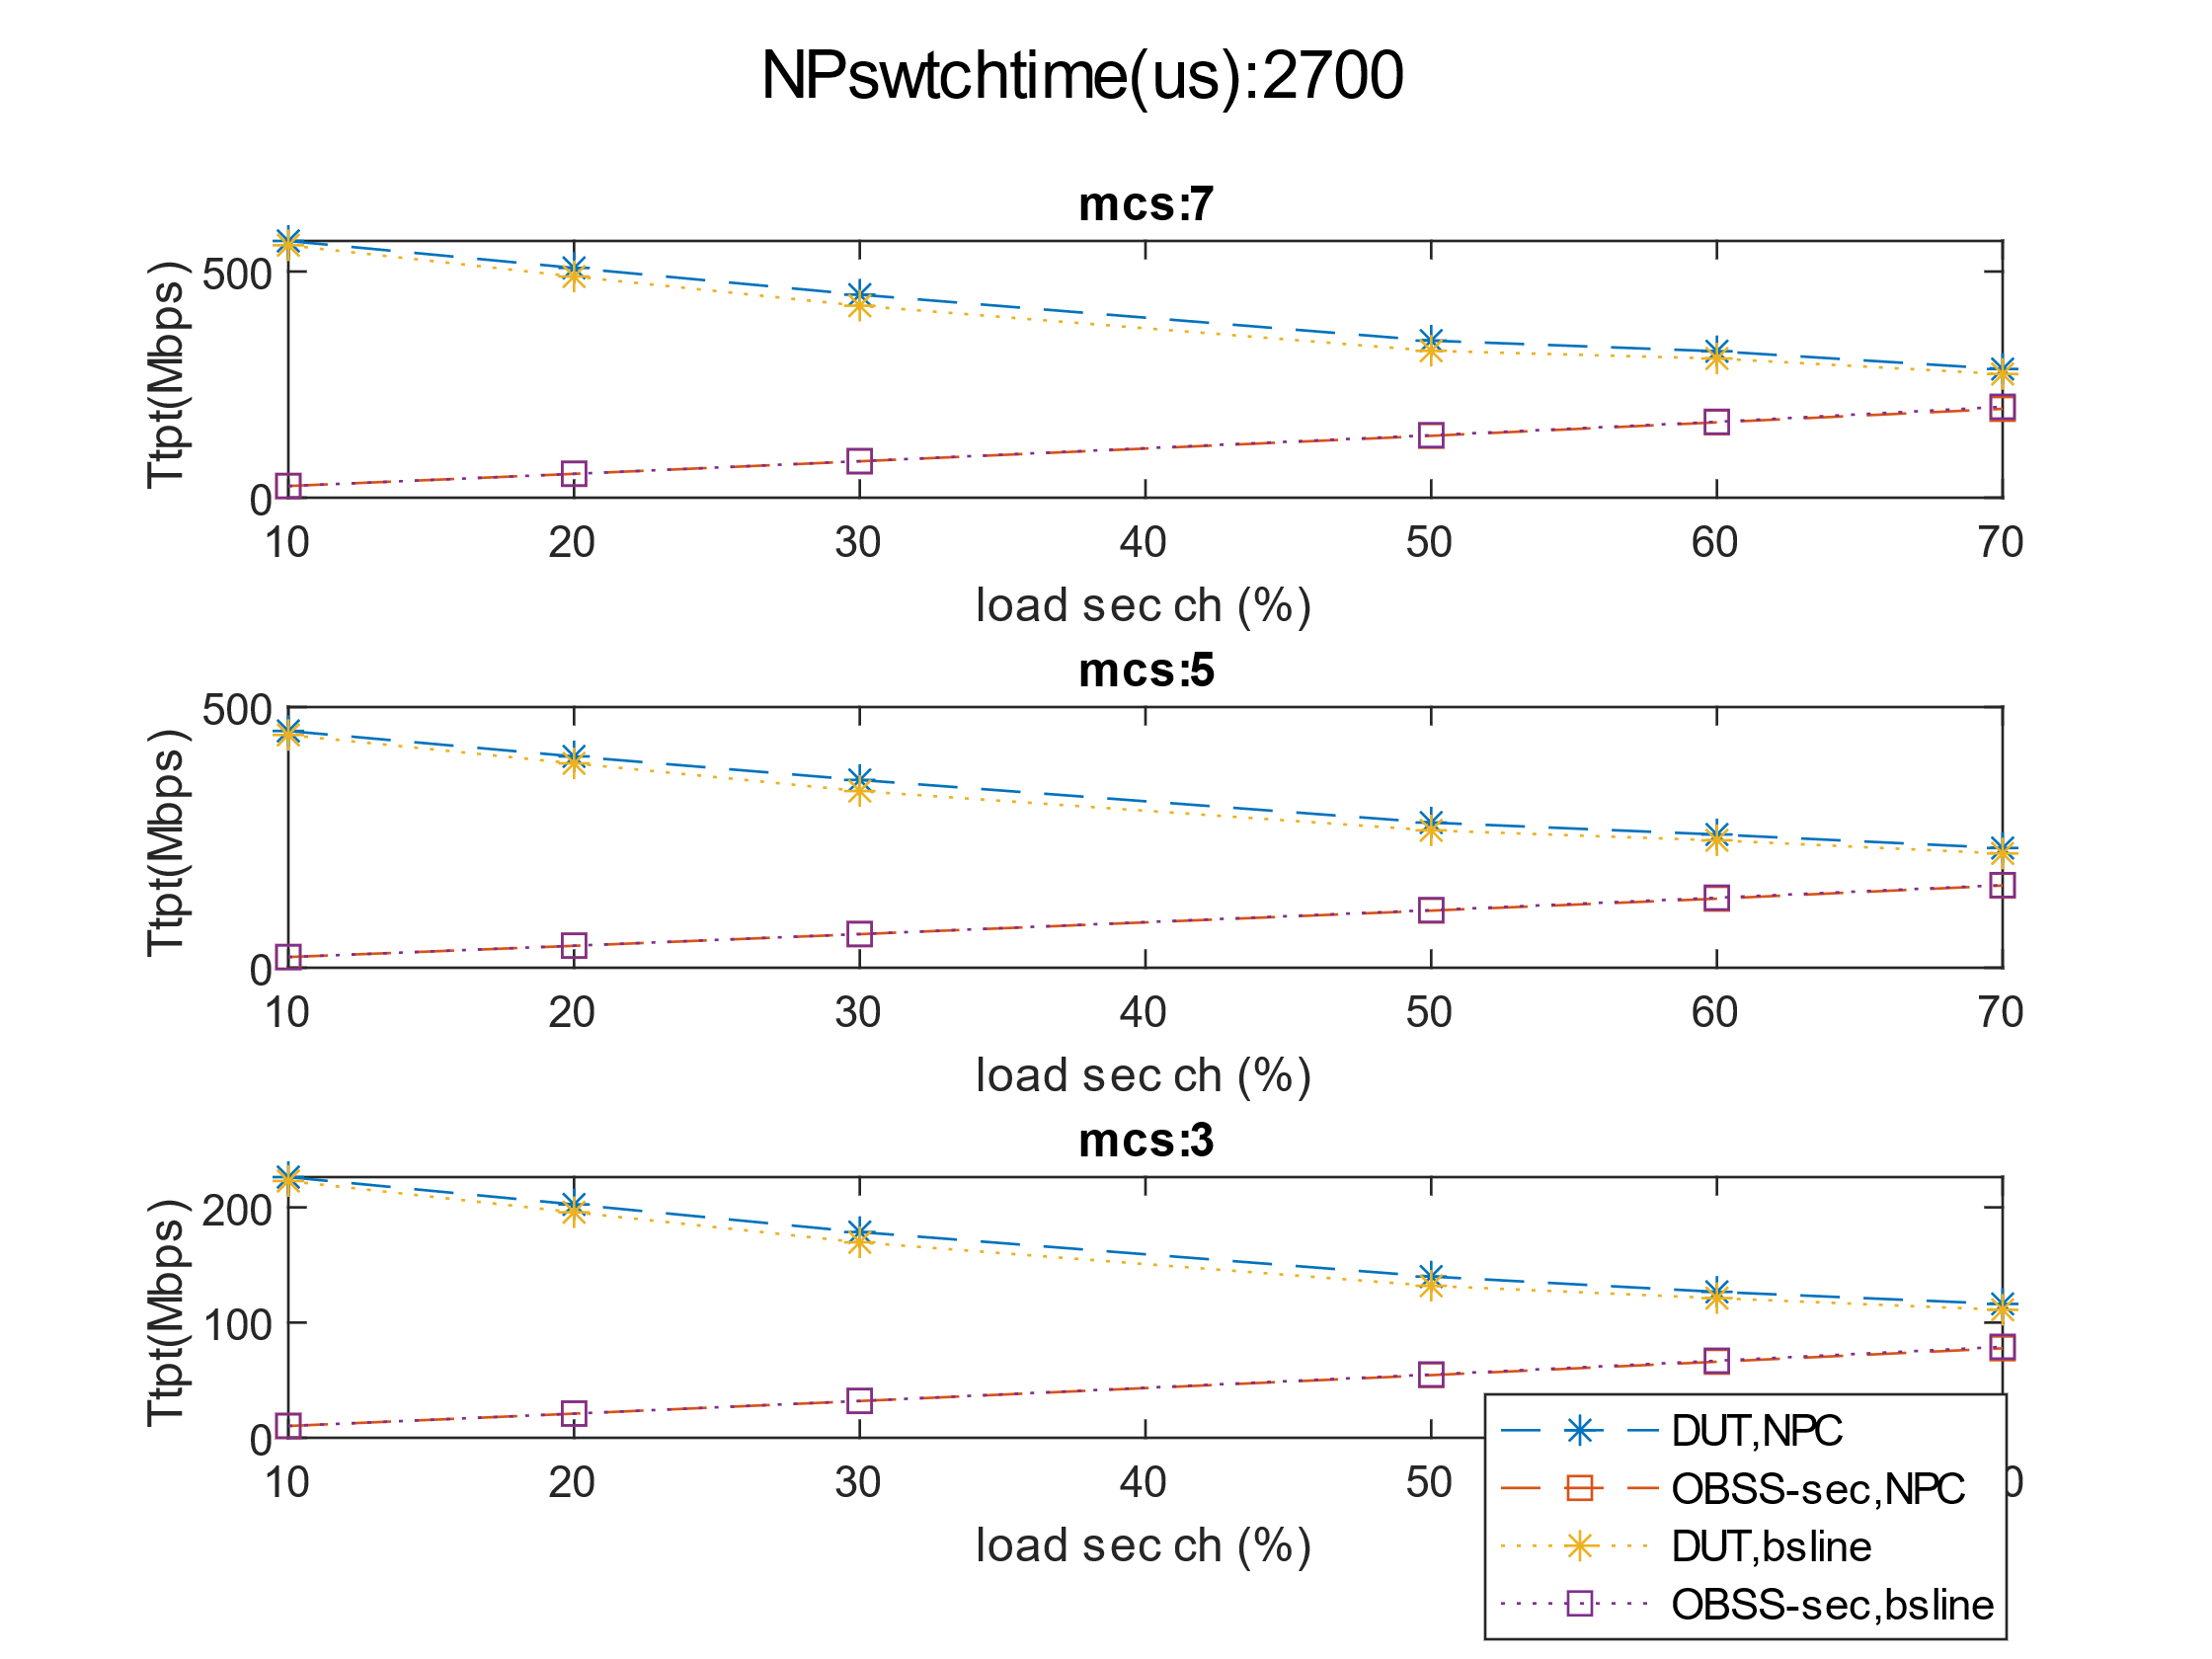 NPswtchtime(us):2700
mcs:7
Ttpt(Mbps)
500
0
10 20 30 40 50 60 70
load sec ch (%)
mcs:5
Ttpt(Mbps)
500
0
10 20 30 40 50 60 70
load sec ch (%)
mcs:3
Ttpt(Mbps)
200
100
0
10 20 30 40 50 0
load sec ch (%)
DUT,NPC
OBSS-sec,NPC
DUT,bsline
OBSS-sec,bsline